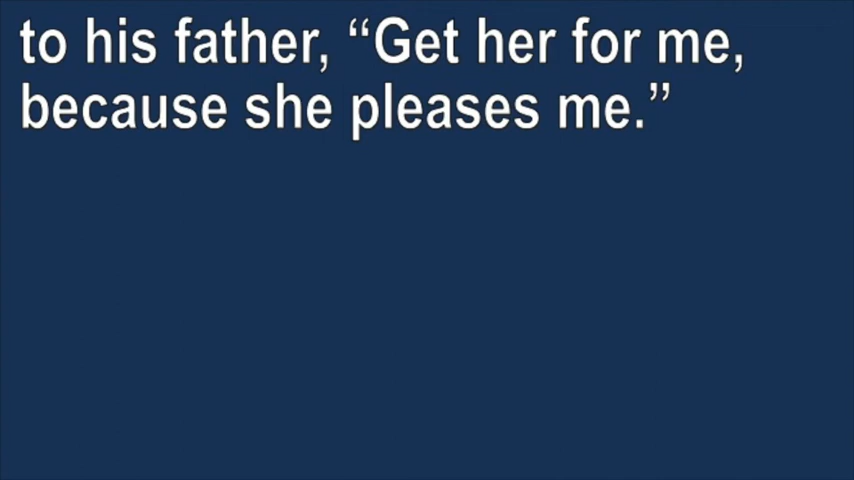 to his father, “Get her for me,
because she pleases me.”